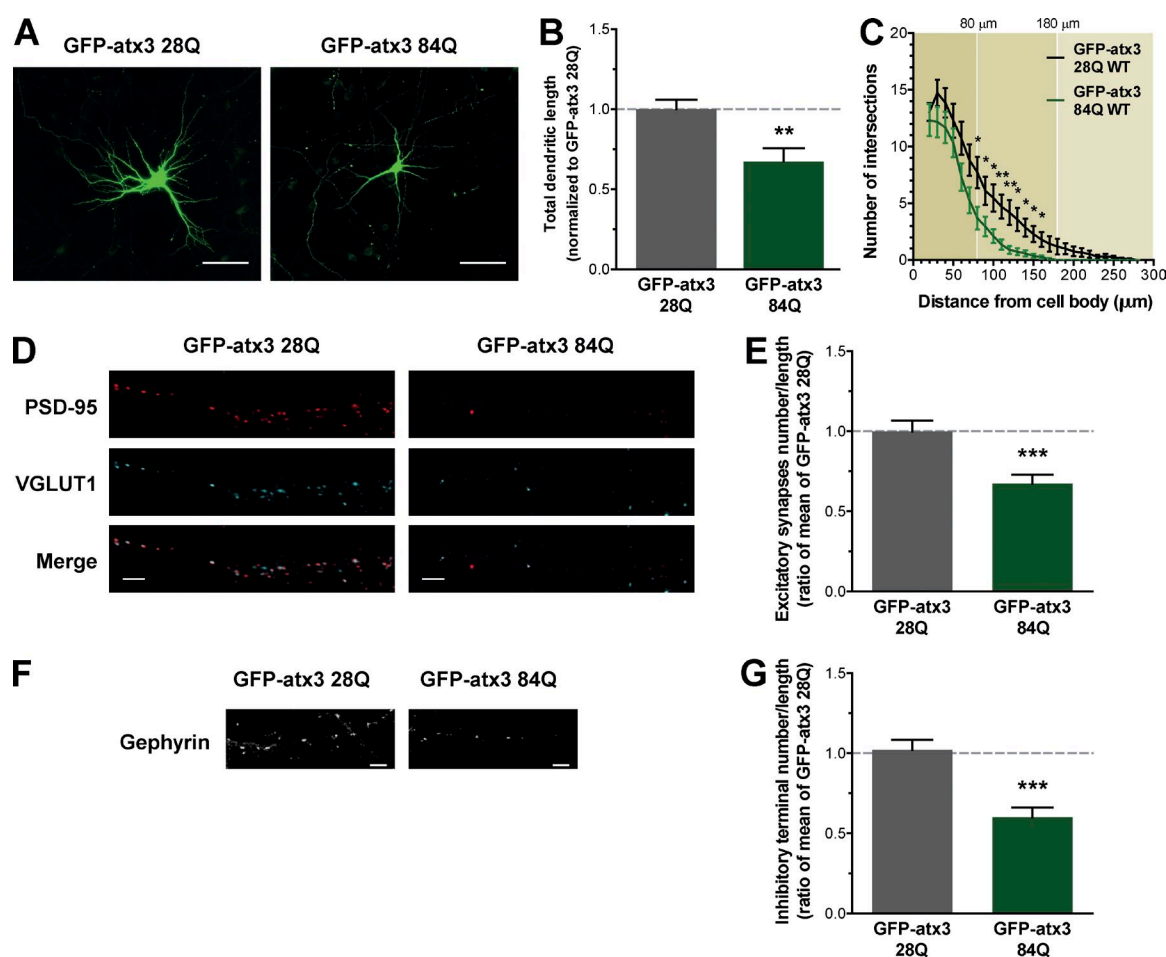 A
GFP-atx3 28Q
GFP-atx3 84Q
B
Total dendritic length
(normalized to GFP-atx3 28Q)
1.5
1.0
0.5
0.0
**
GFP-atx3
28Q
GFP-atx3
84Q
C
80 μm
180 μm
Number of intersections
20
15
10
5
0
GFP-atx3
28Q WT
GFP-atx3
84Q WT
*
*
*
**
**
*
*
*
0
50
100
150
200
250
300
Distance from cell body (μm)
D
GFP-atx3 28Q
GFP-atx3 84Q
PSD-95
VGLUT1
Merge
E
Excitatory synapses number/length
(ratio of mean of GFP-atx3 28Q)
1.5
1.0
0.5
0.0
***
GFP-atx3
28Q
GFP-atx3
84Q
F
GFP-atx3 28Q
GFP-atx3 84Q
Gephyrin
G
Inhibitory terminal number/length
(ratio of mean of GFP-atx3 28Q)
1.5
1.0
0.5
0.0
***
GFP-atx3
28Q
GFP-atx3
84Q